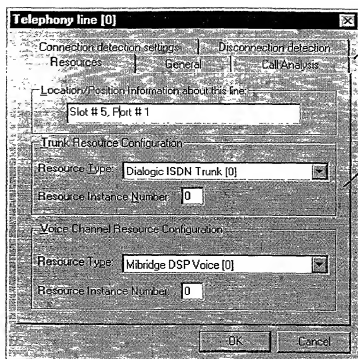 Telephony line [0]
Connection detection settings Disconnection detection
Resources General Call Analysis
Location/Position Information about this line:
Slot # 5, Port # 1
Trunk Resource Configuration
Resource Type: Dialogic ISDN Trunk [0]
Resource Instance Number 0
Voice Channel Resource Configuration
Resource Type: Mibridge DSP Voice [0]
Resource Instance Number 0
OK Cancel